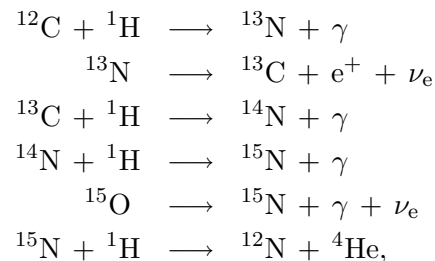 ¹²C + ¹H ⟶ ¹³N + γ
¹³N ⟶ ¹³C + e⁺ + νₑ
¹³C + ¹H ⟶ ¹⁴N + γ
¹⁴N + ¹H ⟶ ¹⁵N + γ
¹⁵O ⟶ ¹⁵N + γ + νₑ
¹⁵N + ¹H ⟶ ¹²N + ⁴He,